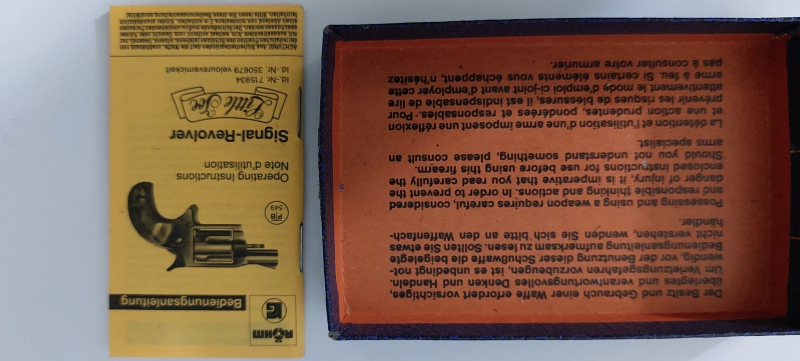 RÖHM
Bedienungsanleitung
PTB
549
Operating Instructions
Note d'utilisation
Signal-Revolver
Little Joe
Id.-Nr. 715934
Id.-Nr. 350679 veloursvernickelt
Der Besitz und Gebrauch einer Waffe erfordert vorsichtiges,
überlegtes und verantwortungsvolles Denken und Handeln.
Um Verletzungsgefahren vorzubeugen, ist es unbedingt not-
wendig, vor der Benutzung dieser Schußwaffe die beigelegte
Bedienungsanleitung aufmerksam zu lesen. Sollten Sie etwas
nicht verstehen, wenden Sie sich bitte an den Waffenfach-
händler.
Possessing and using a weapon requires careful, considered
and responsible thinking and actions. In order to prevent the
danger of injury, it is imperative that you read carefully the
enclosed instructions for use before using this firearm.
Should you not understand something, please consult an
arms specialist.
La détention et l'utilisation d'une arme imposent une réflexion
et une action prudentes, pondérées et responsables. Pour
prévenir les risques de blessures, il est indispensable de lire
attentivement le mode d'emploi ci-joint avant d'employer cette
arme à feu. Si certains éléments vous échappent, n'hésitez
pas à consulter votre armurier.